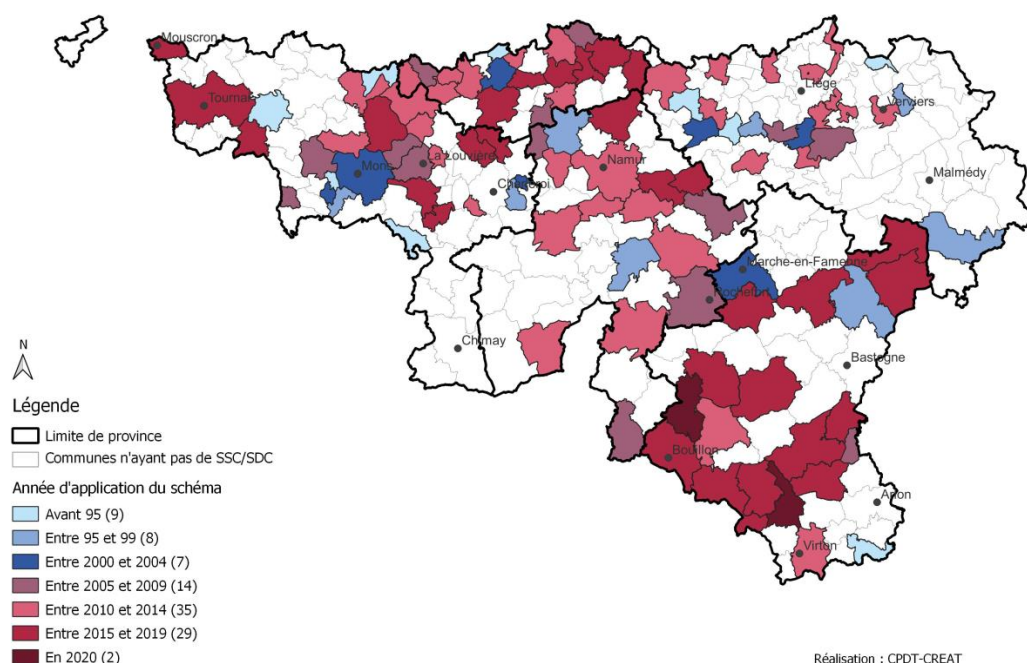 Mouscron
Tournai
Mons
La Louvière
Charleroi
Namur
Liège
Verviers
Malmédy
Marche-en-Famenne
Rochefort
Chimay
Bastogne
Bouillon
Arlon
Virton
N
Légende
Limite de province
Communes n'ayant pas de SSC/SDC
Année d'application du schéma
Avant 95 (9)
Entre 95 et 99 (8)
Entre 2000 et 2004 (7)
Entre 2005 et 2009 (14)
Entre 2010 et 2014 (35)
Entre 2015 et 2019 (29)
En 2020 (2)
Réalisation : CPDT-CREAT